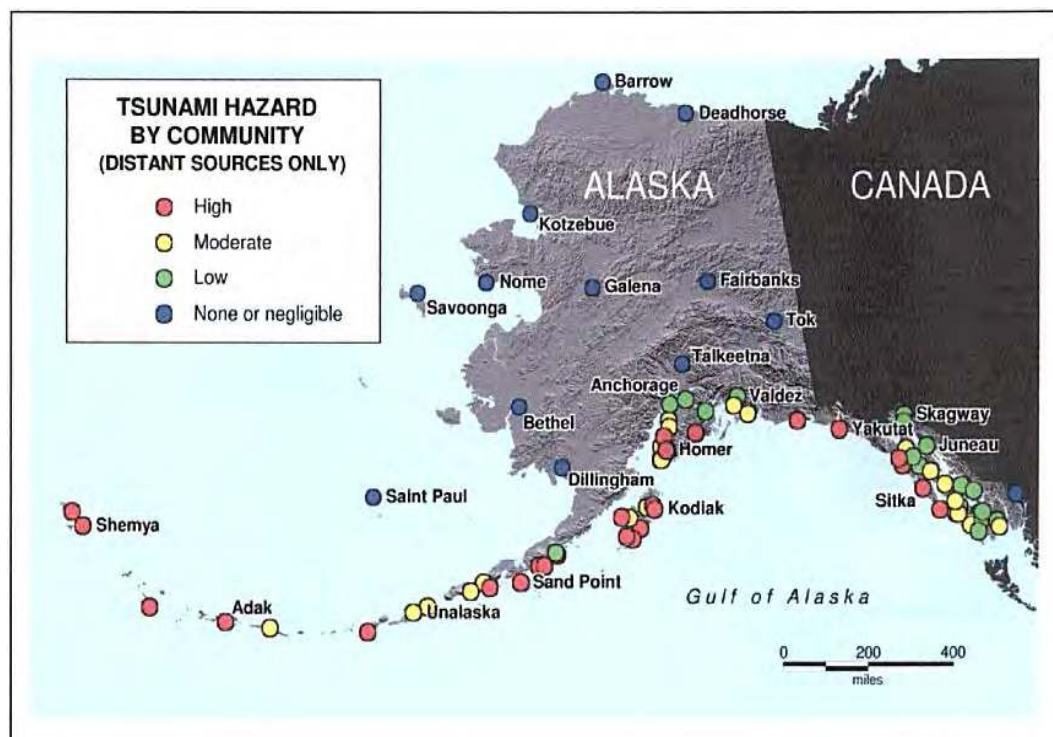 TSUNAMI HAZARD
BY COMMUNITY
(DISTANT SOURCES ONLY)
High
Moderate
Low
None or negligible
Barrow
Deadhorse
ALASKA
CANADA
Kotzebue
Nome
Galena
Fairbanks
Savoonga
Tok
Talkeetna
Anchorage
Valdez
Bethel
Skagway
Yakutat
Juneau
Homer
Dillingham
Saint Paul
Sitka
Kodiak
Shemya
Sand Point
Adak
Unalaska
Gulf of Alaska
0 200 400
miles